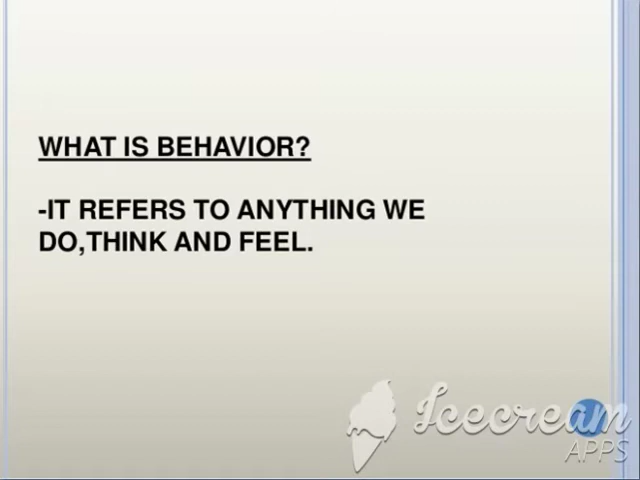 WHAT IS BEHAVIOR?
-IT REFERS TO ANYTHING WE
DO,THINK AND FEEL.
Icecream
APPS